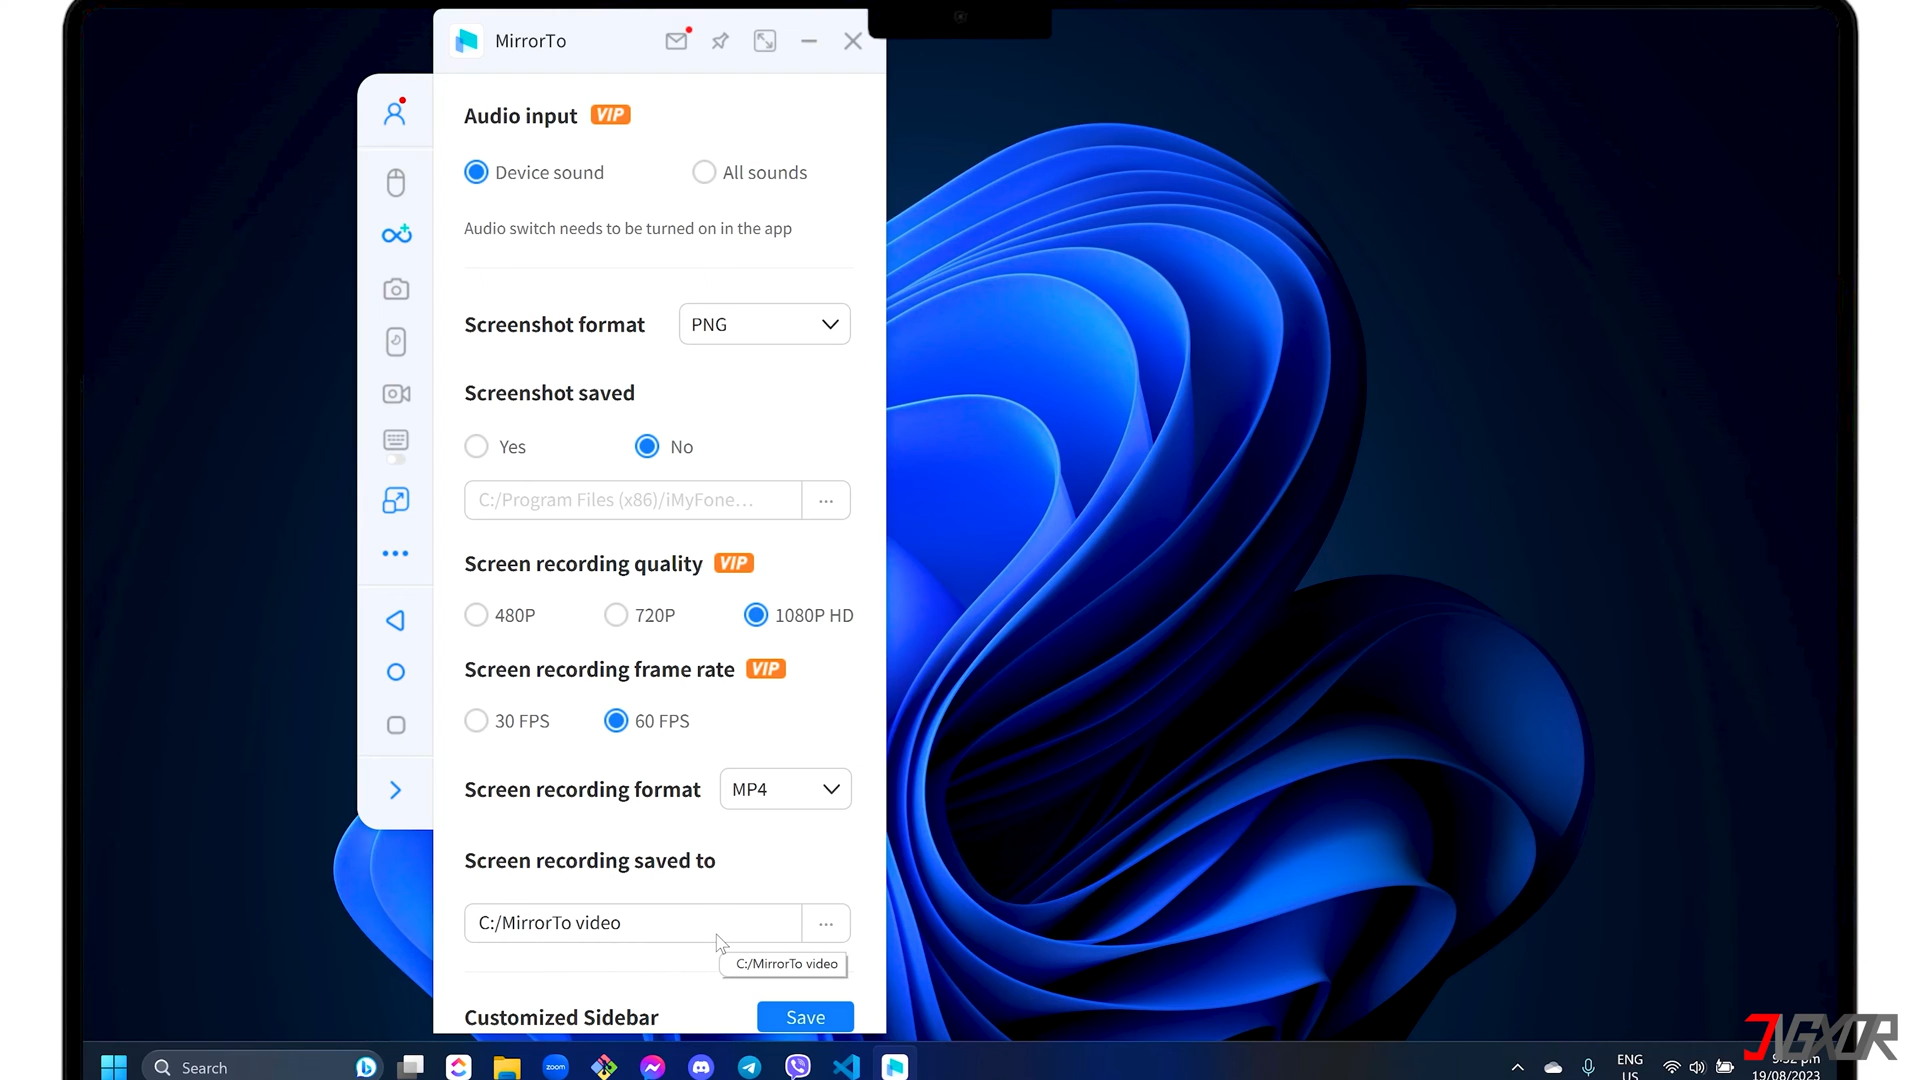 MirrorTo
Audio input VIP
Device sound All sounds
Audio switch needs to be turned on in the app
Screenshot format PNG
Screenshot saved
Yes No
C:/Program Files (x86)/iMyFone...
Screen recording quality VIP
480P 720P 1080P HD
Screen recording frame rate VIP
30 FPS 60 FPS
Screen recording format MP4
Screen recording saved to
C:/MirrorTo video
C:/MirrorTo video
Customized Sidebar Save
Search
zoom
ENG
US
19/08/2023